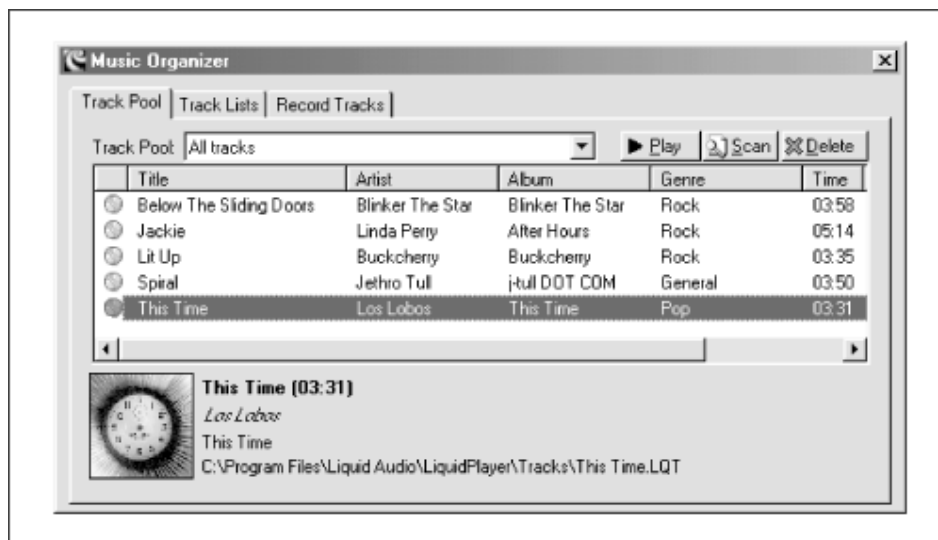 Music Organizer
Track Pool Track Lists Record Tracks
Track Pool: All tracks Play Scan Delete
Title Artist Album Genre Time
Below The Sliding Doors Blinker The Star Blinker The Star Rock 03:58
Jackie Linda Perry After Hours Rock 05:14
Lit Up Buckcherry Buckcherry Rock 03:35
Spiral Jethro Tull j-tull DOT COM General 03:50
This Time Los Lobos This Time Pop 03:31
This Time (03:31)
Los Lobos
This Time
C:\Program Files\Liquid Audio\LiquidPlayer\Tracks\This Time.LQT